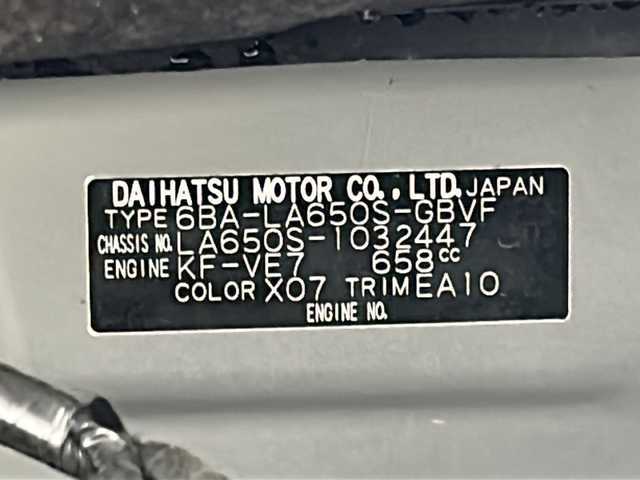 DAIHATSU MOTOR CO., LTD. JAPAN
TYPE 6BA-LA650S-GBVF
CHASSIS NO. LA650S-1032447
ENGINE KF-VE7 658cc
COLOR X07 TRIM EA10
ENGINE NO.